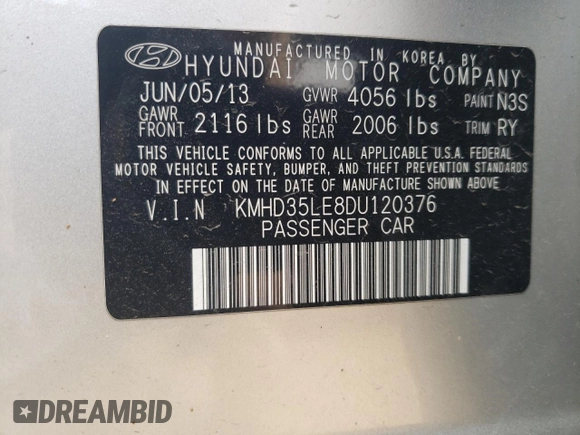 MANUFACTURED IN KOREA BY
HYUNDAI MOTOR COMPANY
JUN/05/13 GVWR 4056 lbs PAINT N3S
GAWR FRONT 2116 lbs GAWR REAR 2006 lbs TRIM RY
THIS VEHICLE CONFORMS TO ALL APPLICABLE U.S.A. FEDERAL
MOTOR VEHICLE SAFETY, BUMPER, AND THEFT PREVENTION STANDARDS
IN EFFECT ON THE DATE OF MANUFACTURE SHOWN ABOVE
V.I.N KMHD35LE8DU120376
PASSENGER CAR
DREAMBID